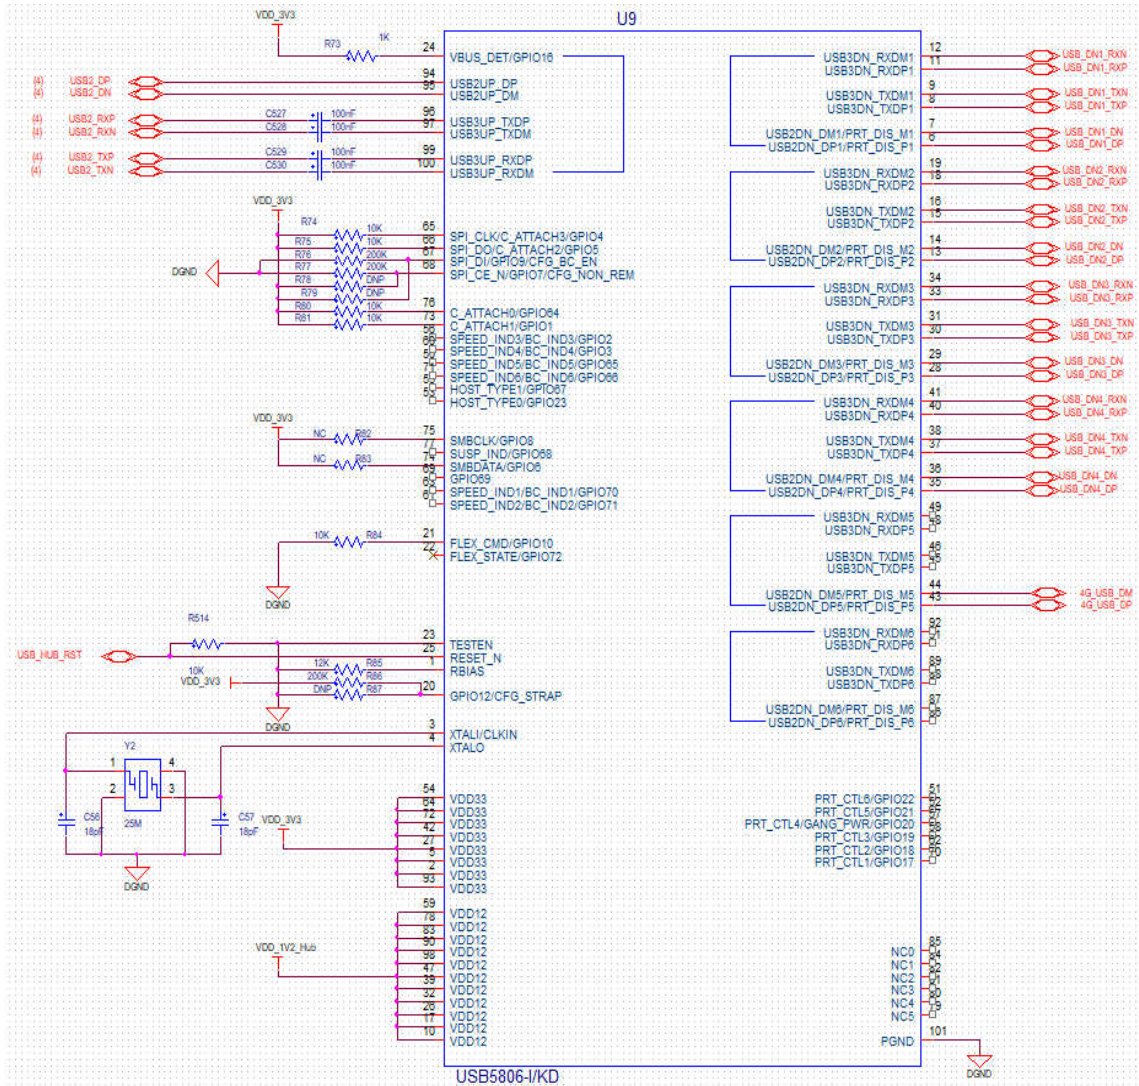 VDD_3V3
U9
R73 1K
24 VBUS_DET/GPIO16
USB3DN_RXDM1 12 USB_DN1_RXN
USB3DN_RXDP1 11 USB_DN1_RXP
(4) USB2_DP 94 USB2UP_DP
(4) USB2_DN 95 USB2UP_DM
USB3DN_TXDM1 9 USB_DN1_TXN
USB3DN_TXDP1 8 USB_DN1_TXP
(4) USB2_RXP C527 100nF 96 USB3UP_TXDP
(4) USB2_RXN C528 100nF 97 USB3UP_TXDM
USB2DN_DM1/PRT_DIS_M1 7 USB_DN1_DN
USB2DN_DP1/PRT_DIS_P1 6 USB_DN1_DP
(4) USB2_TXP C529 100nF 99 USB3UP_RXDP
(4) USB2_TXN C530 100nF 100 USB3UP_RXDM
USB3DN_RXDM2 19 USB_DN2_RXN
USB3DN_RXDP2 18 USB_DN2_RXP
VDD_3V3
USB3DN_TXDM2 16 USB_DN2_TXN
USB3DN_TXDP2 15 USB_DN2_TXP
R74 10K 65 SPI_CLK/C_ATTACH3/GPIO4
R75 10K 66 SPI_DO/C_ATTACH2/GPIO5
R76 200K 67 SPI_DI/GPIO9/CFG_BC_EN
R77 200K 68 SPI_CE_N/GPIO7/CFG_NON_REM
DGND
R78 DNP
R79 DNP
USB2DN_DM2/PRT_DIS_M2 14 USB_DN2_DN
USB2DN_DP2/PRT_DIS_P2 13 USB_DN2_DP
R80 10K 76 C_ATTACH0/GPIO64
R81 10K 73 C_ATTACH1/GPIO1
USB3DN_RXDM3 34 USB_DN3_RXN
USB3DN_RXDP3 33 USB_DN3_RXP
SPEED_IND3/BC_IND3/GPIO2
SPEED_IND4/BC_IND4/GPIO3
SPEED_IND5/BC_IND5/GPIO65
SPEED_IND6/BC_IND6/GPIO66
HOST_TYPE1/GPIO67
HOST_TYPE0/GPIO23
USB3DN_TXDM3 31 USB_DN3_TXN
USB3DN_TXDP3 30 USB_DN3_TXP
USB2DN_DM3/PRT_DIS_M3 29 USB_DN3_DN
USB2DN_DP3/PRT_DIS_P3 28 USB_DN3_DP
USB3DN_RXDM4 41 USB_DN4_RXN
USB3DN_RXDP4 40 USB_DN4_RXP
VDD_3V3
NC R82 75 SMBCLK/GPIO8
77 SUSP_IND/GPIO68
NC R83 74 SMBDATA/GPIO6
GPIO69
SPEED_IND1/BC_IND1/GPIO70
SPEED_IND2/BC_IND2/GPIO71
USB3DN_TXDM4 38 USB_DN4_TXN
USB3DN_TXDP4 37 USB_DN4_TXP
USB2DN_DM4/PRT_DIS_M4 36 USB_DN4_DN
USB2DN_DP4/PRT_DIS_P4 35 USB_DN4_DP
USB3DN_RXDM5 49
USB3DN_RXDP5 48
10K R84 21 FLEX_CMD/GPIO10
22 FLEX_STATE/GPIO72
USB3DN_TXDM5 46
USB3DN_TXDP5 45
DGND
USB2DN_DM5/PRT_DIS_M5 44 4G_USB_DM
USB2DN_DP5/PRT_DIS_P5 43 4G_USB_DP
R514
23 TESTEN
USB_HUB_RST 25 RESET_N
10K
12K R85 1 RBIAS
VDD_3V3 200K R86
DNP R87 20 GPIO12/CFG_STRAP
DGND
USB3DN_RXDM6 92
USB3DN_RXDP6 91
USB3DN_TXDM6 89
USB3DN_TXDP6 88
USB2DN_DM6/PRT_DIS_M6 87
USB2DN_DP6/PRT_DIS_P6 86
3 XTALI/CLKIN
4 XTALO
Y2
1 4
2 3
25M
C56 18pF
C57 18pF
DGND
VDD_3V3
54 VDD33
64 VDD33
72 VDD33
42 VDD33
27 VDD33
5 VDD33
2 VDD33
93 VDD33
PRT_CTL6/GPIO22 51
PRT_CTL5/GPIO21 52
PRT_CTL4/GANG_PWR/GPIO20 57
PRT_CTL3/GPIO19 58
PRT_CTL2/GPIO18 62
PRT_CTL1/GPIO17 70
VDD_1V2_Hub
59 VDD12
78 VDD12
83 VDD12
90 VDD12
98 VDD12
47 VDD12
39 VDD12
32 VDD12
26 VDD12
17 VDD12
10 VDD12
NC0 85
NC1 84
NC2 82
NC3 81
NC4 80
NC5 79
PGND 101
DGND
USB5806-I/KD